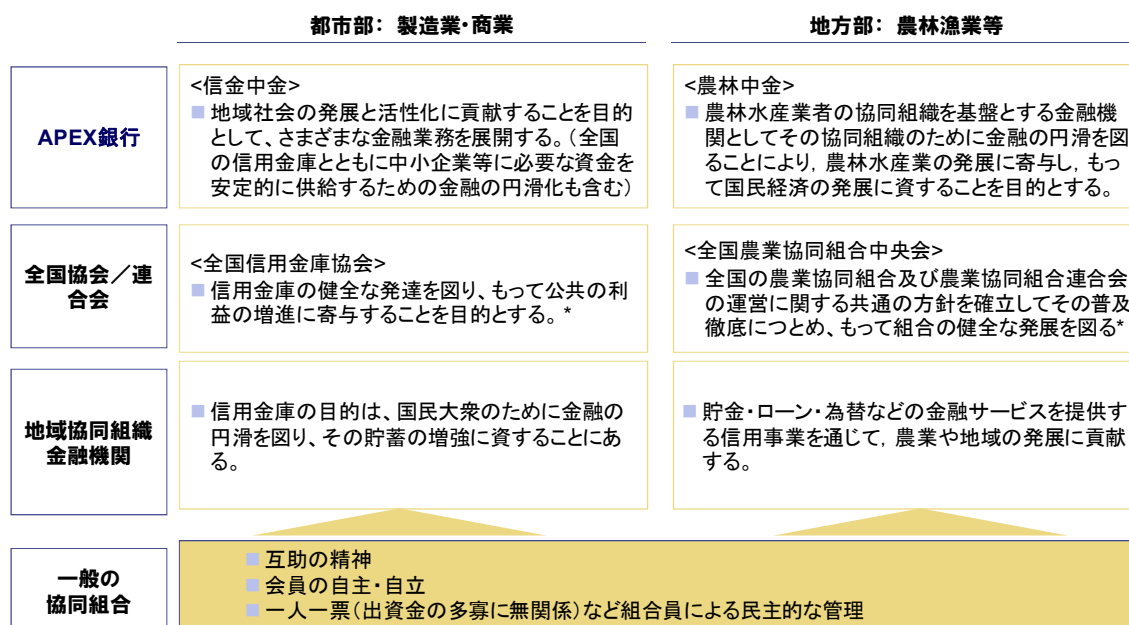 都市部： 製造業・商業
地方部： 農林漁業等
APEX銀行
<信金中金>
地域社会の発展と活性化に貢献することを目的
として、さまざまな金融業務を展開する。（全国
の信用金庫とともに中小企業等に必要な資金を
安定的に供給するための金融の円滑化も含む）
<農林中金>
農林水産業者の協同組織を基盤とする金融機
関としてその協同組織のために金融の円滑を図
ることにより，農林水産業の発展に寄与し，もっ
て国民経済の発展に資することを目的とする。
全国協会／連
合会
<全国信用金庫協会>
信用金庫の健全な発達を図り、もって公共の利
益の増進に寄与することを目的とする。 *
<全国農業協同組合中央会>
全国の農業協同組合及び農業協同組合連合会
の運営に関する共通の方針を確立してその普及
徹底につとめ、もって組合の健全な発展を図る*
地域協同組織
金融機関
信用金庫の目的は、国民大衆のために金融の
円滑を図り、その貯蓄の増強に資することにあ
る。
貯金・ローン・為替などの金融サービスを提供す
る信用事業を通じて，農業や地域の発展に貢献
する。
一般の
協同組合
互助の精神
会員の自主・自立
一人一票（出資金の多寡に無関係）など組合員による民主的な管理